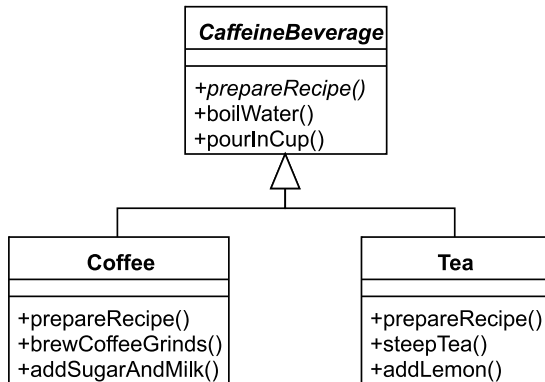 CaffeineBeverage
+prepareRecipe()
+boilWater()
+pourInCup()
Coffee
+prepareRecipe()
+brewCoffeeGrinds()
+addSugarAndMilk()
Tea
+prepareRecipe()
+steepTea()
+addLemon()